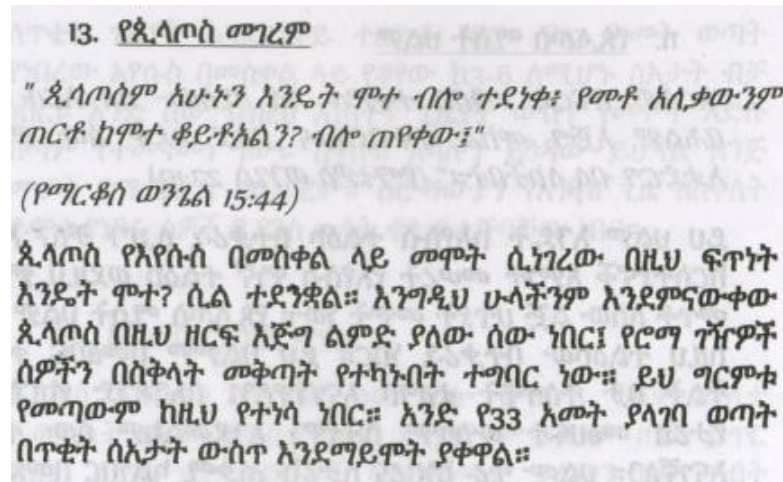 13. የጲላጦስ መገረም
" ጲላጦስም አሁኑን እንዴት ሞተ ብሎ ተደነቀ፥ የመቶ አለቃውንም
ጠርቶ ከሞተ ቆይቶአልን? ብሎ ጠየቀው፤"
(የማርቆስ ወንጌል 15:44)
ጲላጦስ የእየሱስ በመስቀል ላይ መሞት ሲነገረው በዚህ ፍጥነት
እንዴት ሞተ? ሲል ተደንቋል። እንግዲህ ሁላችንም እንደምናውቀው
ጲላጦስ በዚህ ዘርፍ እጅግ ልምድ ያለው ሰው ነበር፤ የሮማ ገዥዎች
ሰዎችን በስቅላት መቅጣት የተካኑበት ተግባር ነው። ይህ ግርምቱ
የመጣውም ከዚህ የተነሳ ነበር። አንድ የ33 አመት ያላገባ ወጣት
በጥቂት ሰአታት ውስጥ እንደማይሞት ያቀዋል።